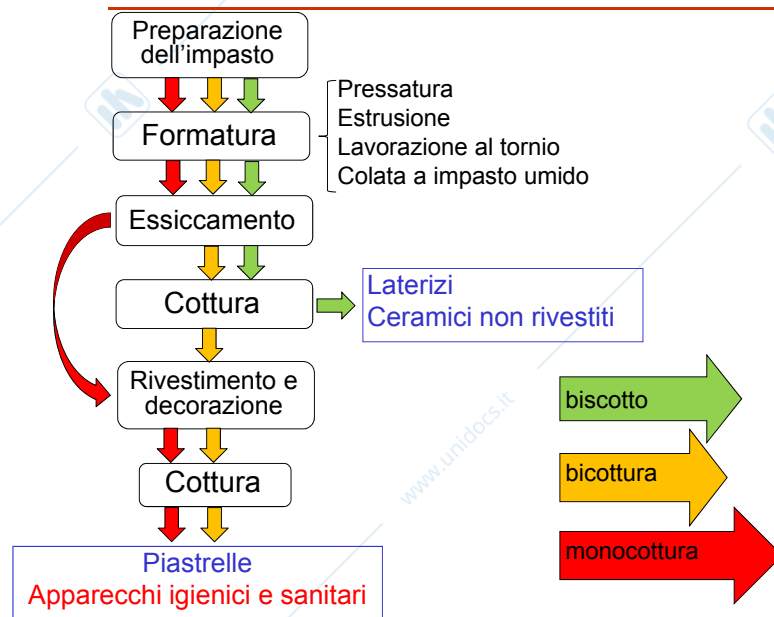 Preparazione
dell'impasto
Pressatura
Estrusione
Lavorazione al tornio
Colata a impasto umido
Formatura
Essiccamento
Cottura
Laterizi
Ceramici non rivestiti
Rivestimento e
decorazione
Cottura
Piastrelle
Apparecchi igienici e sanitari
biscotto
bicottura
monocottura
www.unidocs.it